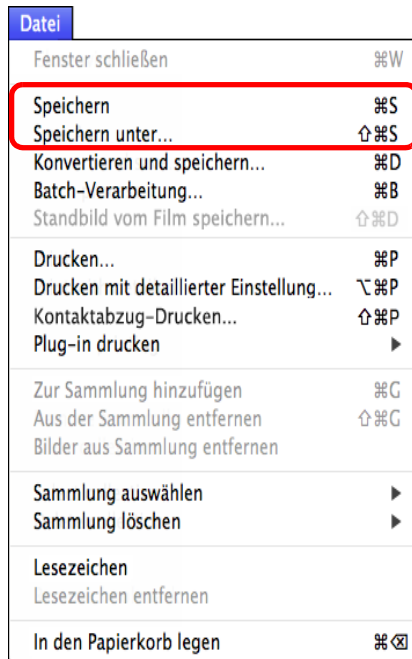 Datei
Fenster schließen ⌘W
Speichern ⌘S
Speichern unter... ⇧⌘S
Konvertieren und speichern... ⌘D
Batch-Verarbeitung... ⌘B
Standbild vom Film speichern... ⇧⌘D
Drucken... ⌘P
Drucken mit detaillierter Einstellung... ⌥⌘P
Kontaktabzug-Drucken... ⇧⌘P
Plug-in drucken ▶
Zur Sammlung hinzufügen ⌘G
Aus der Sammlung entfernen ⇧⌘G
Bilder aus Sammlung entfernen
Sammlung auswählen ▶
Sammlung löschen ▶
Lesezeichen
Lesezeichen entfernen
In den Papierkorb legen ⌘⌫